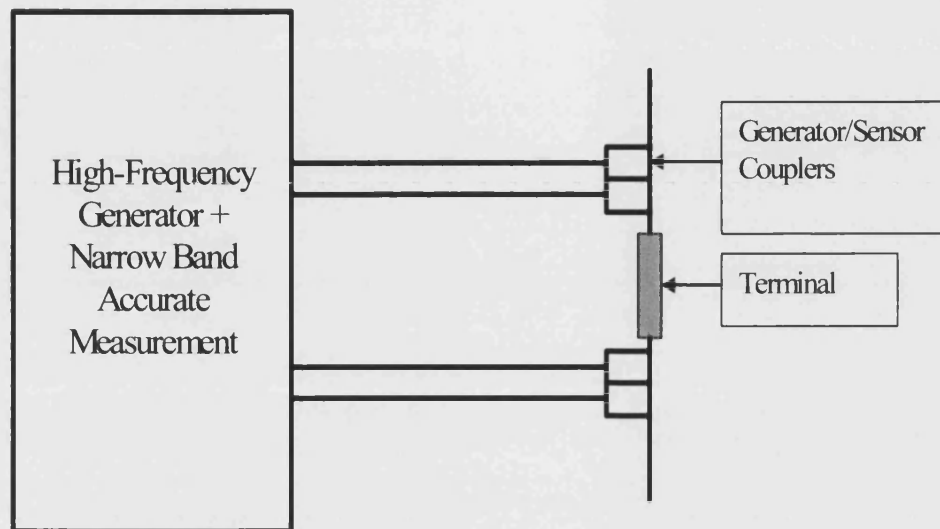 High-Frequency
Generator +
Narrow Band
Accurate
Measurement
Generator/Sensor
Couplers
Terminal